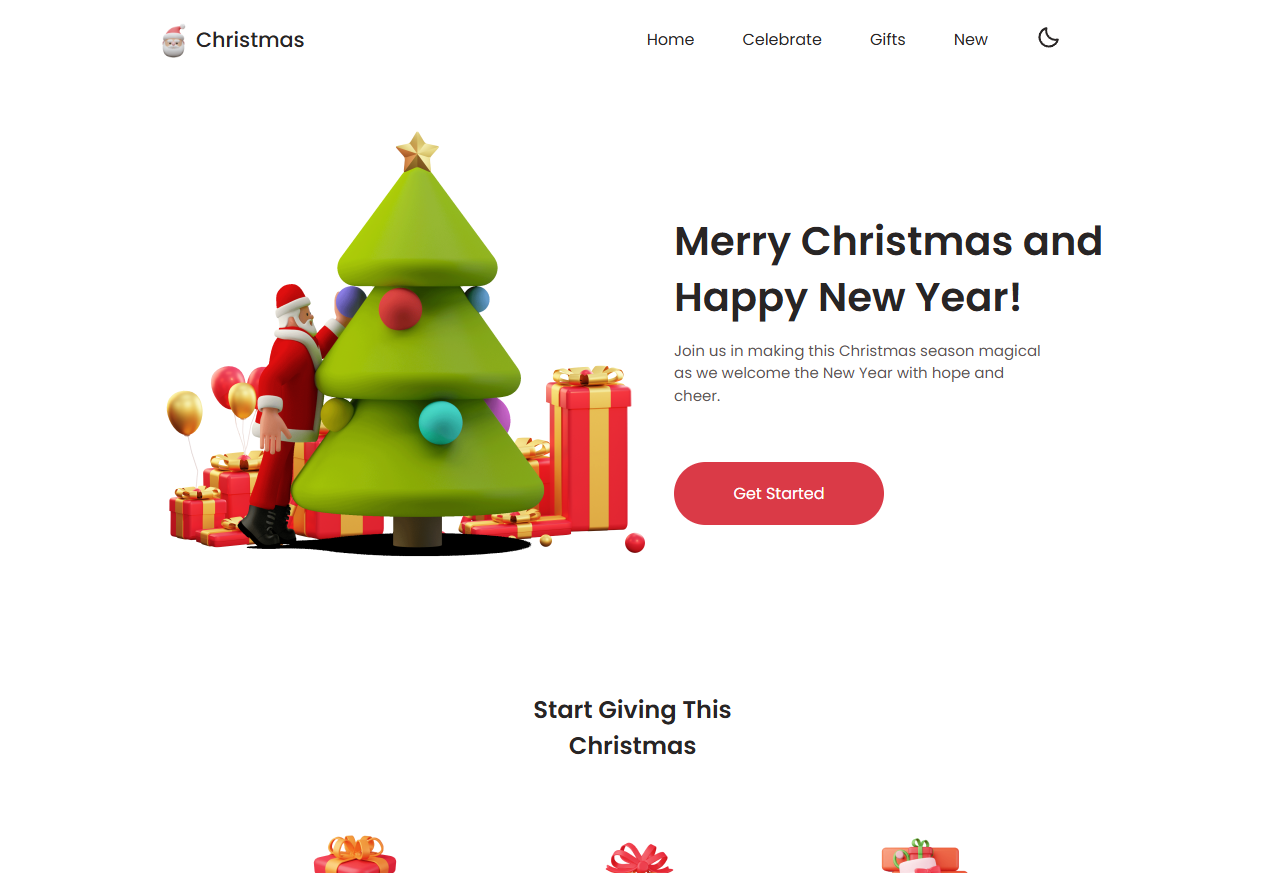 Christmas
Home
Celebrate
Gifts
New
Merry Christmas and
Happy New Year!
Join us in making this Christmas season magical
as we welcome the New Year with hope and
cheer.
Get Started
Start Giving This
Christmas